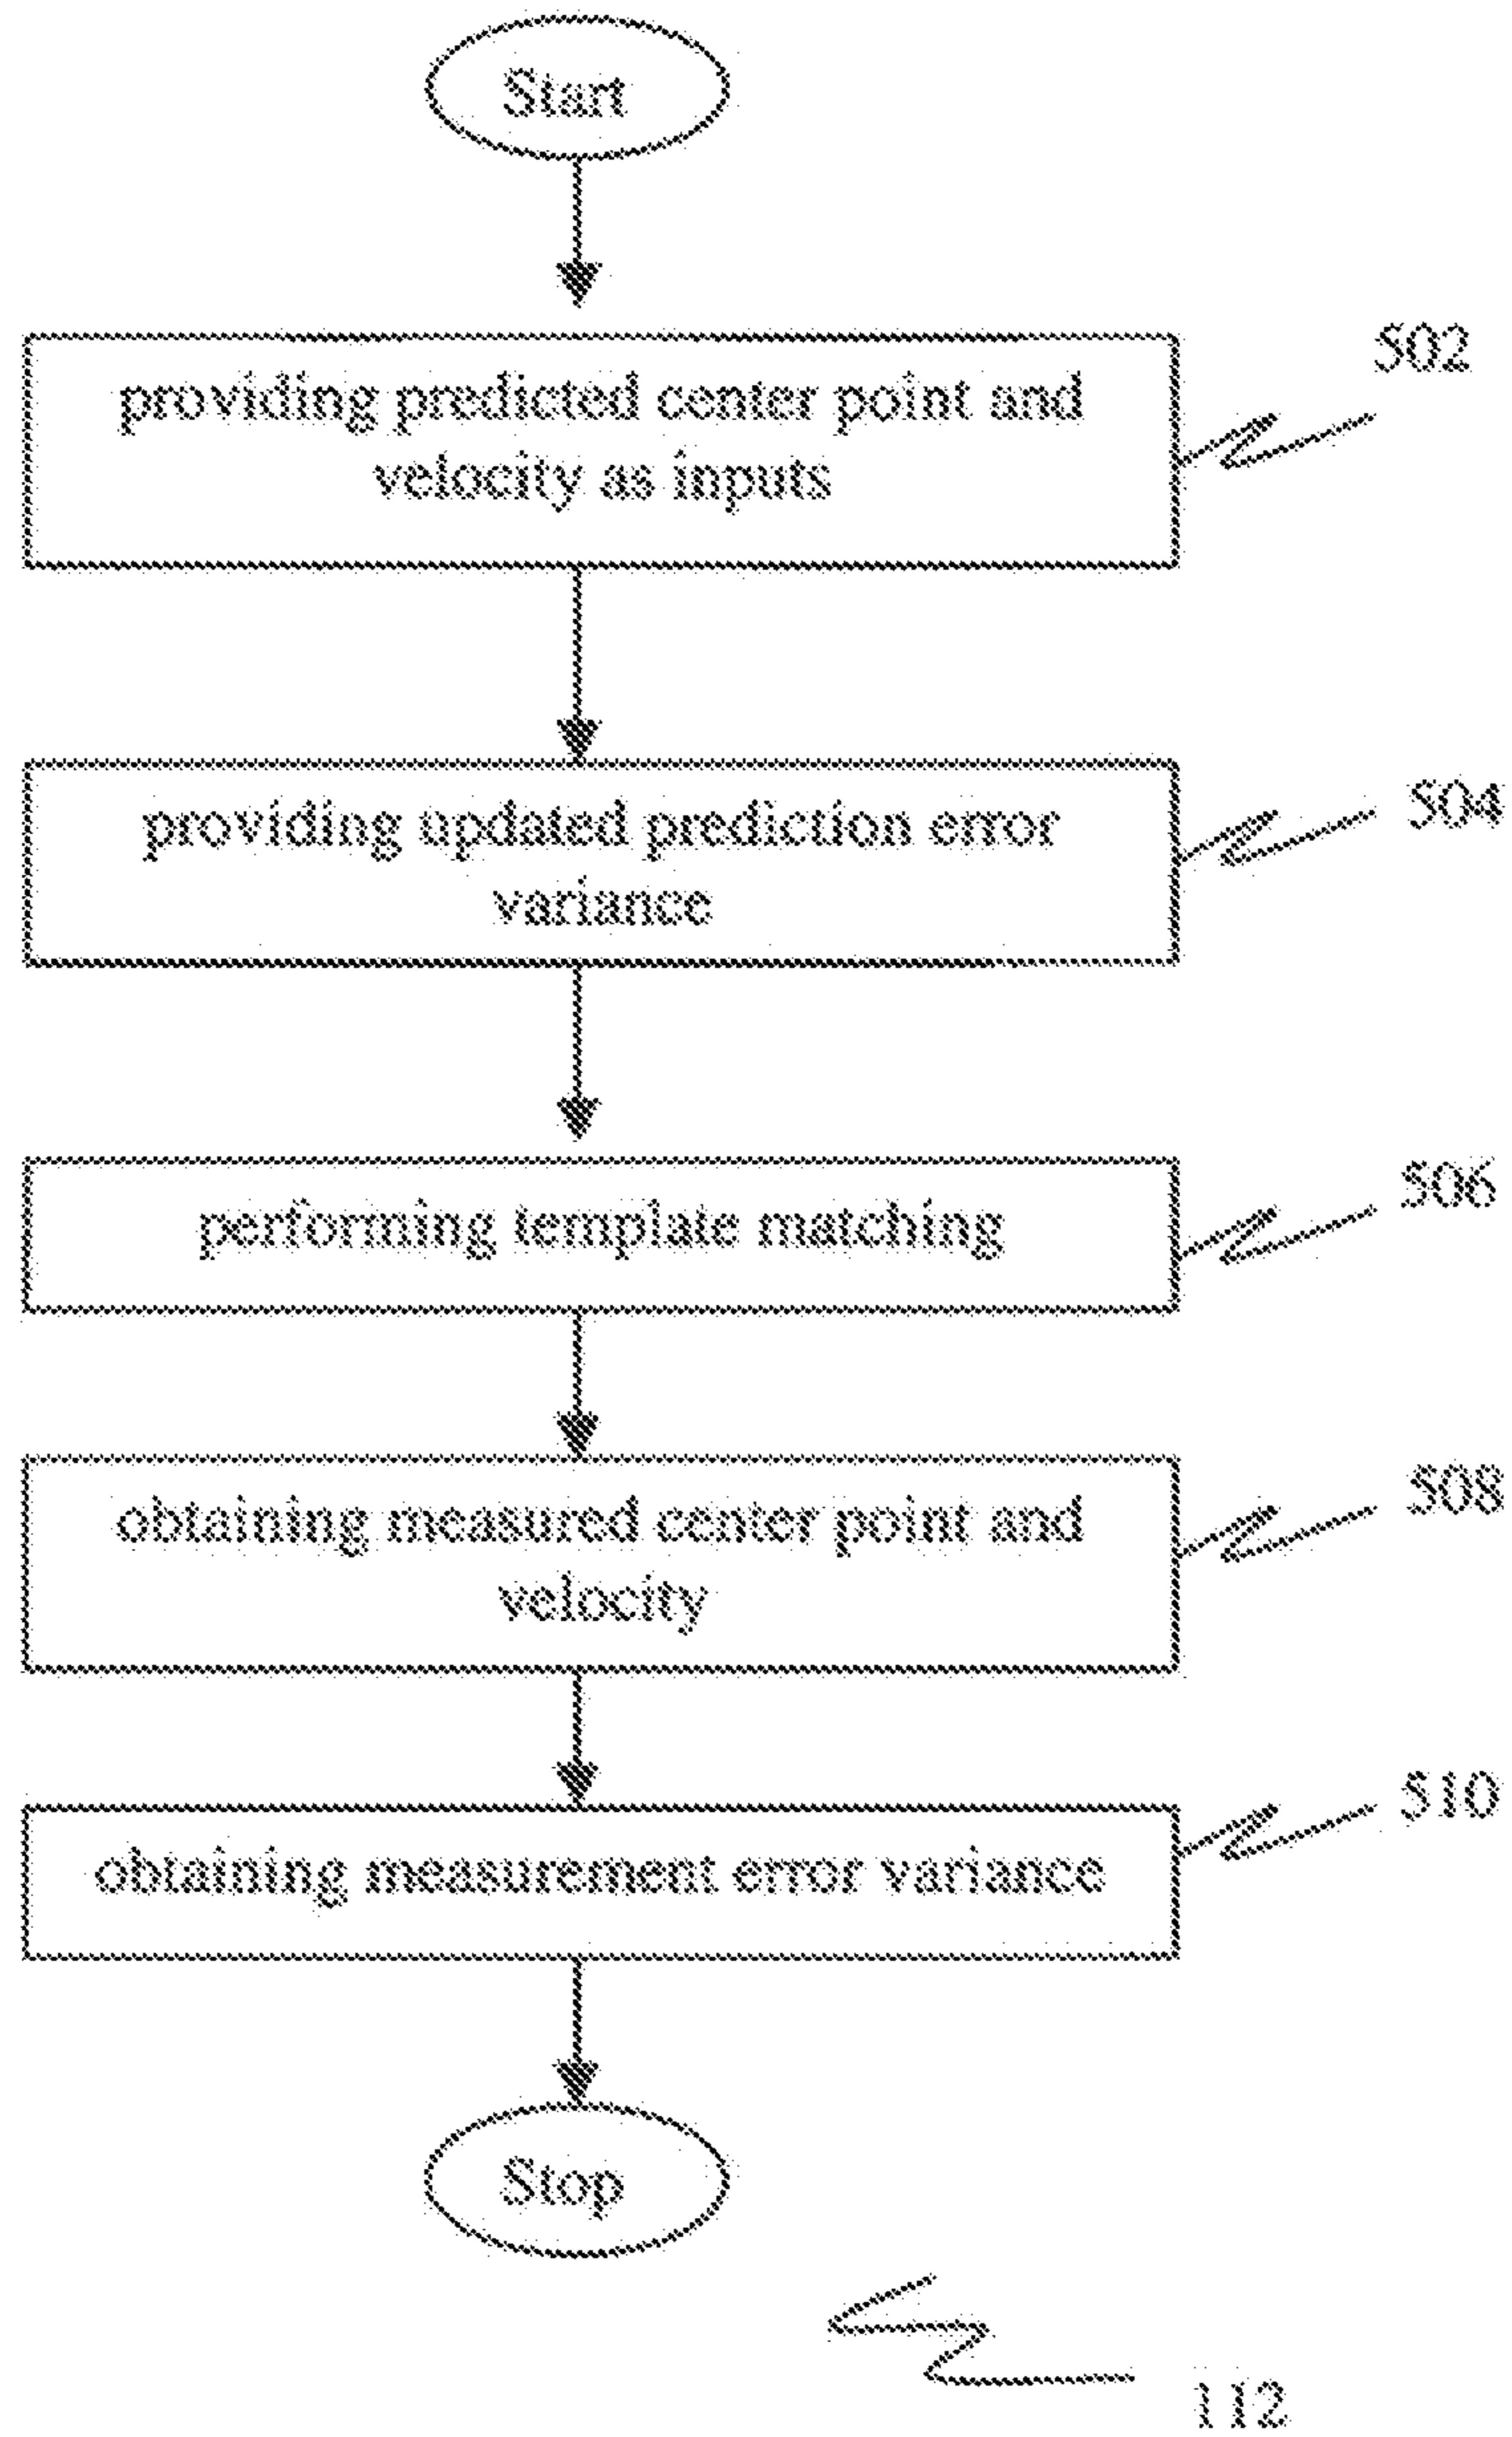 Start
502
providing predicted center point and
velocity as inputs
504
providing updated prediction error
variance
506
performing template matching
508
obtaining measured center point and
velocity
510
obtaining measurement error variance
Stop
112